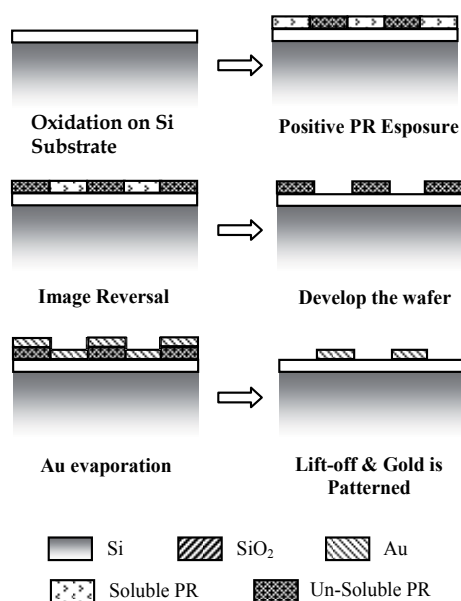 Oxidation on Si
Substrate
Positive PR Esposure
Image Reversal
Develop the wafer
Au evaporation
Lift-off & Gold is
Patterned
Si
SiO2
Au
Soluble PR
Un-Soluble PR